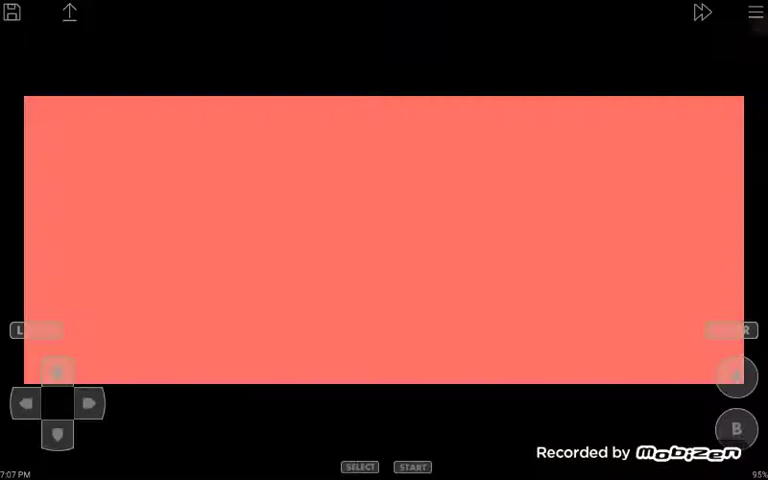 L
R
B
Recorded by Mobizen
SELECT
START
7:07 PM
95%